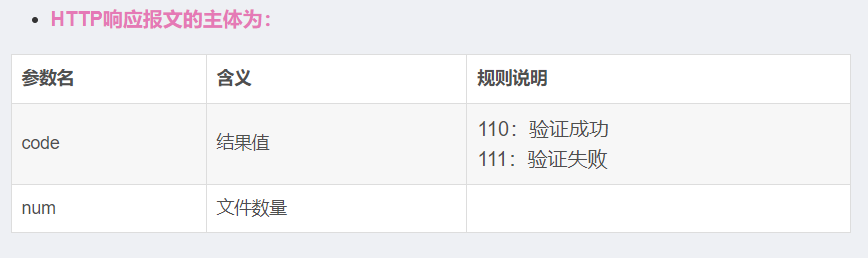 HTTP响应报文的主体为：
参数名 含义 规则说明
code 结果值 110：验证成功
111：验证失败
num 文件数量